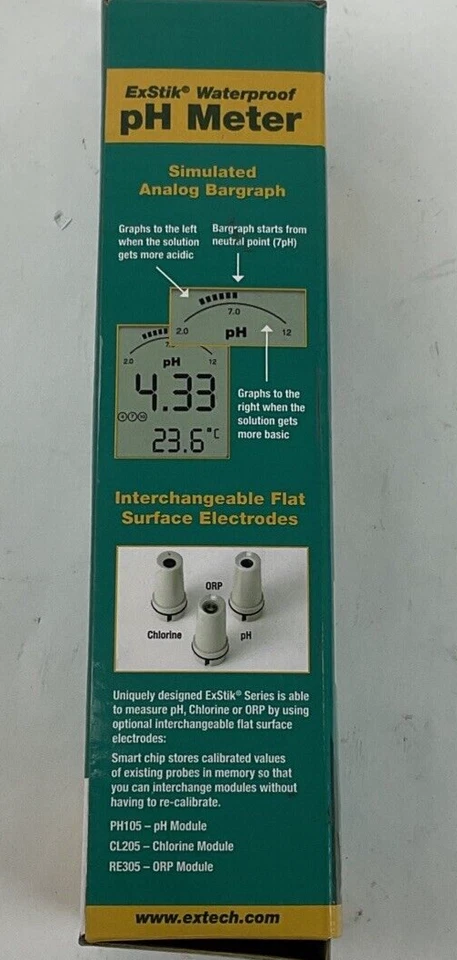 ExStik® Waterproof
pH Meter
Simulated
Analog Bargraph
Graphs to the left
when the solution
gets more acidic
Bargraph starts from
neutral point (7pH)
7.0
2.0 pH 12
2.0 12
pH
4.33
4 7 10
23.6°C
Graphs to the
right when the
solution gets
more basic
Interchangeable Flat
Surface Electrodes
ORP
Chlorine pH
Uniquely designed ExStik® Series is able
to measure pH, Chlorine or ORP by using
optional interchangeable flat surface
electrodes:
Smart chip stores calibrated values
of existing probes in memory so that
you can interchange modules without
having to re-calibrate.
PH105 – pH Module
CL205 – Chlorine Module
RE305 – ORP Module
www.extech.com